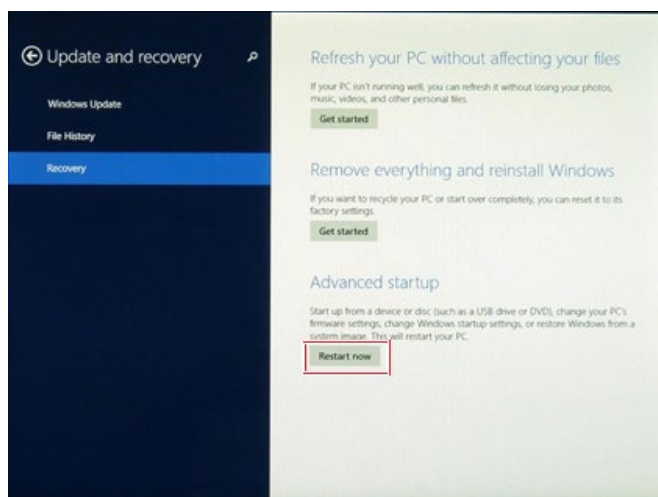 Update and recovery
Windows Update
File History
Recovery
Refresh your PC without affecting your files
If your PC isn't running well, you can refresh it without losing your photos,
music, videos, and other personal files.
Get started
Remove everything and reinstall Windows
If you want to recycle your PC or start over completely, you can reset it to its
factory settings.
Get started
Advanced startup
Start up from a device or disc (such as a USB drive or DVD), change your PC's
firmware settings, change Windows startup settings, or restore Windows from a
system image. This will restart your PC.
Restart now